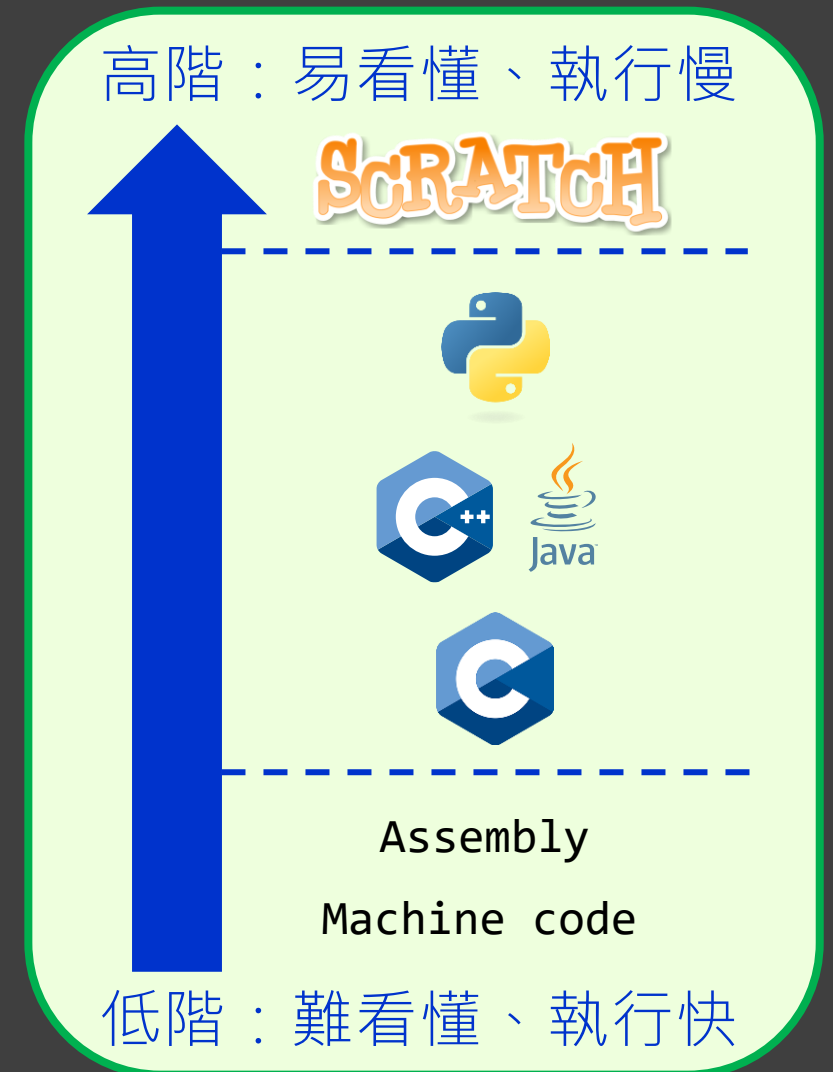 高階：易看懂、執行慢
SCRATCH
C++
Java
C
Assembly
Machine code
低階：難看懂、執行快